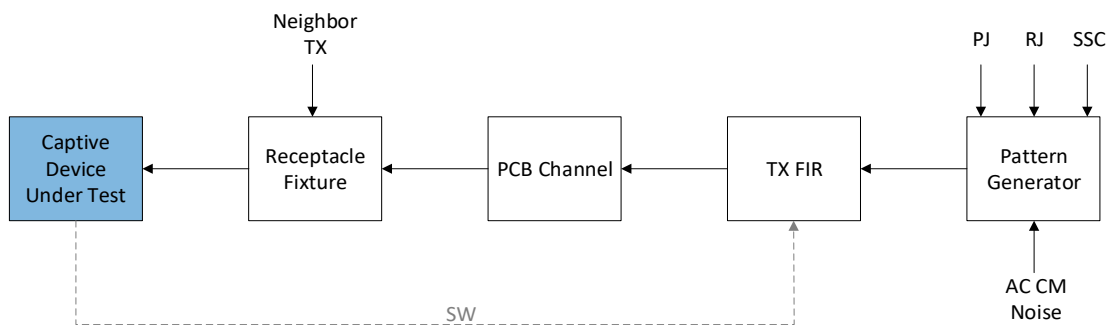 Neighbor
TX
PJ
RJ
SSC
Captive
Device
Under Test
Receptacle
Fixture
PCB Channel
TX FIR
Pattern
Generator
SW
AC CM
Noise